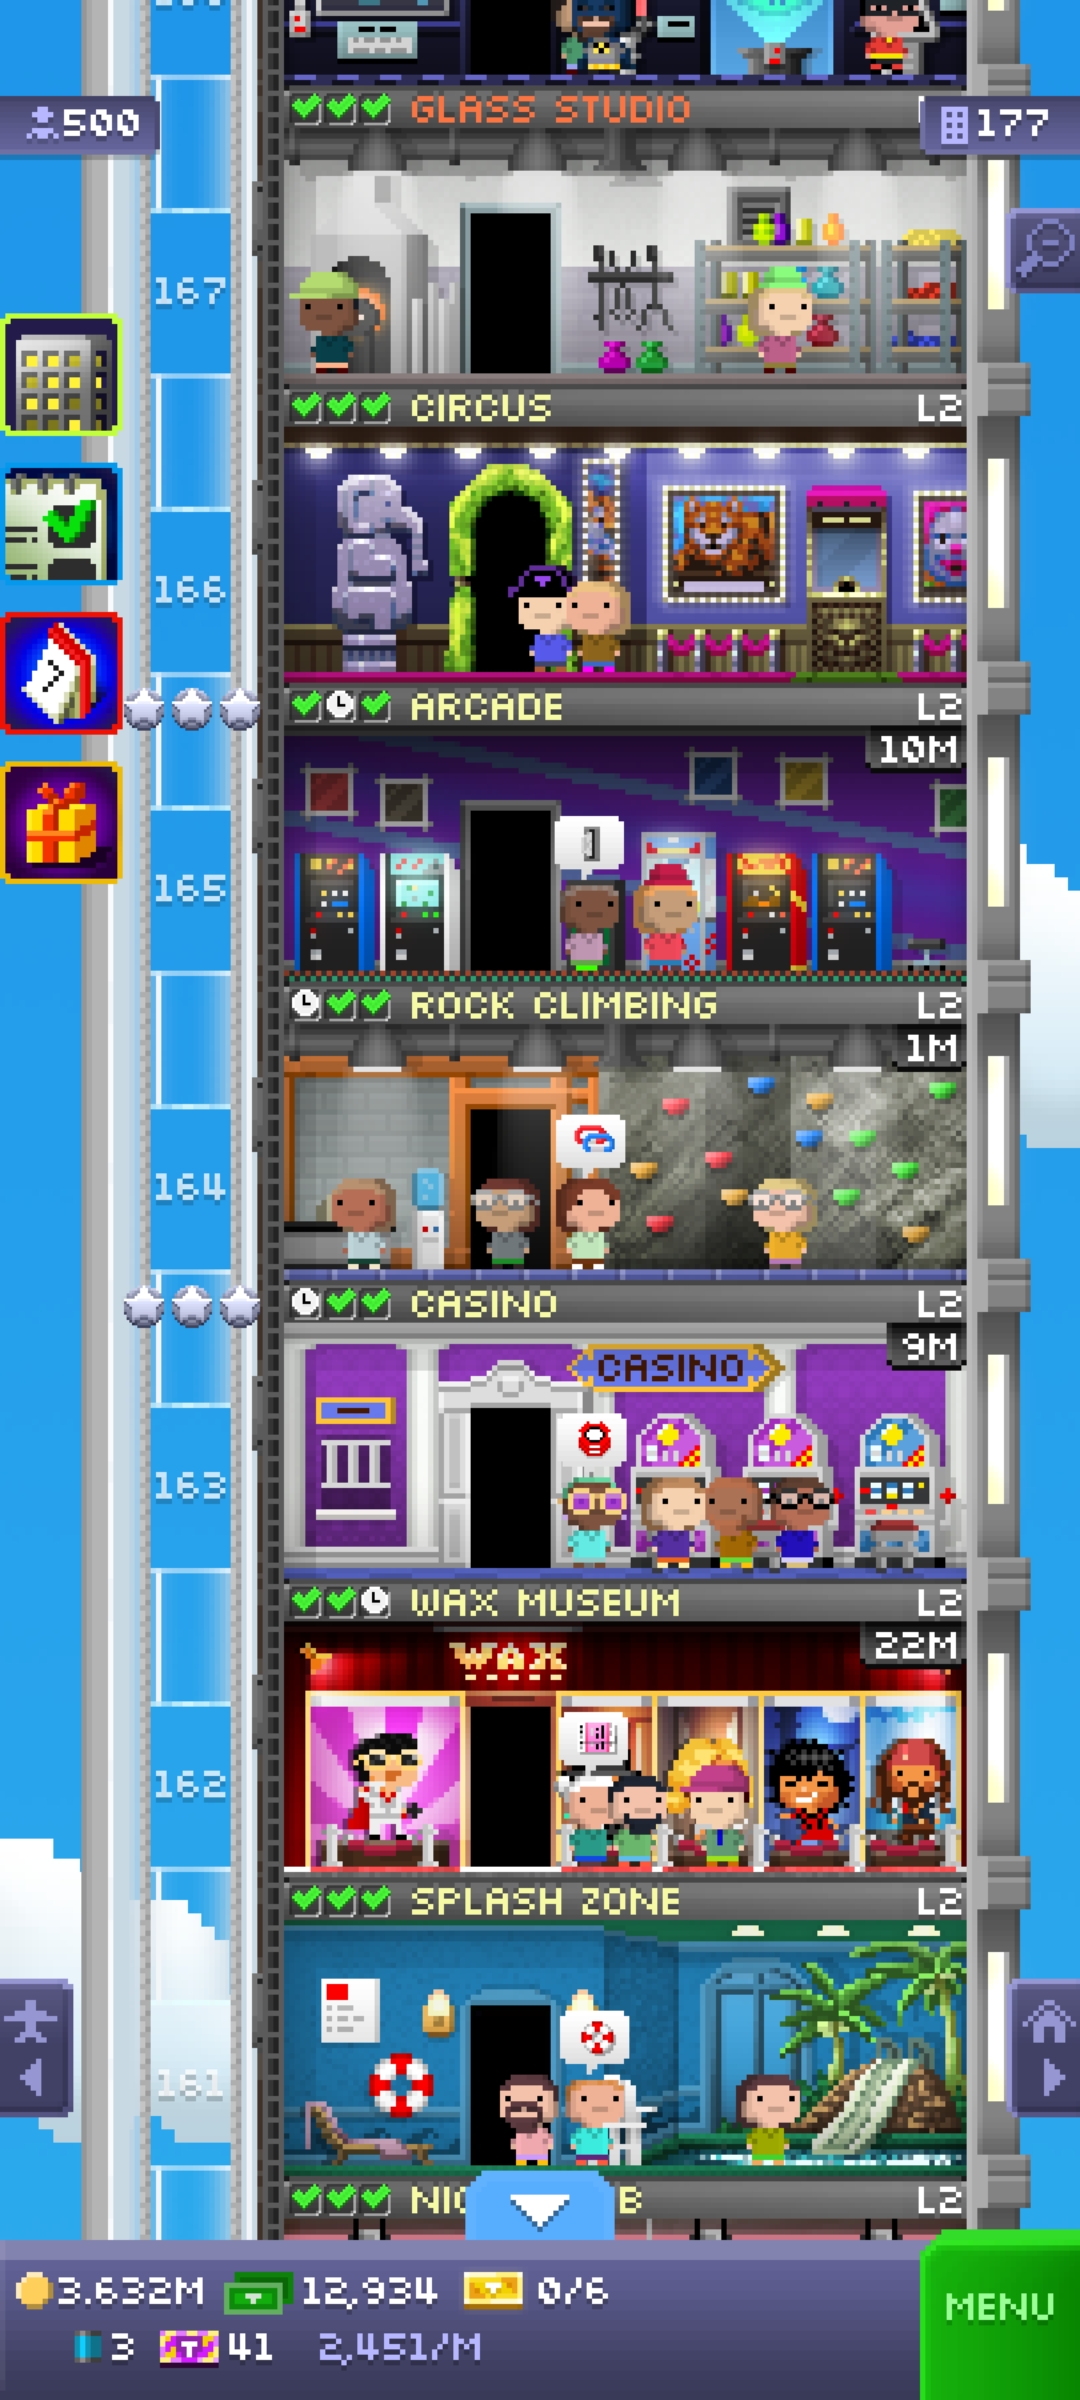 GLASS STUDIO
500
177
167
CIRCUS L2
166
ARCADE L2
10M
165
ROCK CLIMBING L2
1M
164
CASINO L2
9M
CASINO
163
WAX MUSEUM L2
22M
WAX
162
SPLASH ZONE L2
181
L2
3.632M 12,934 0/6
3 41 2,451/M
MENU